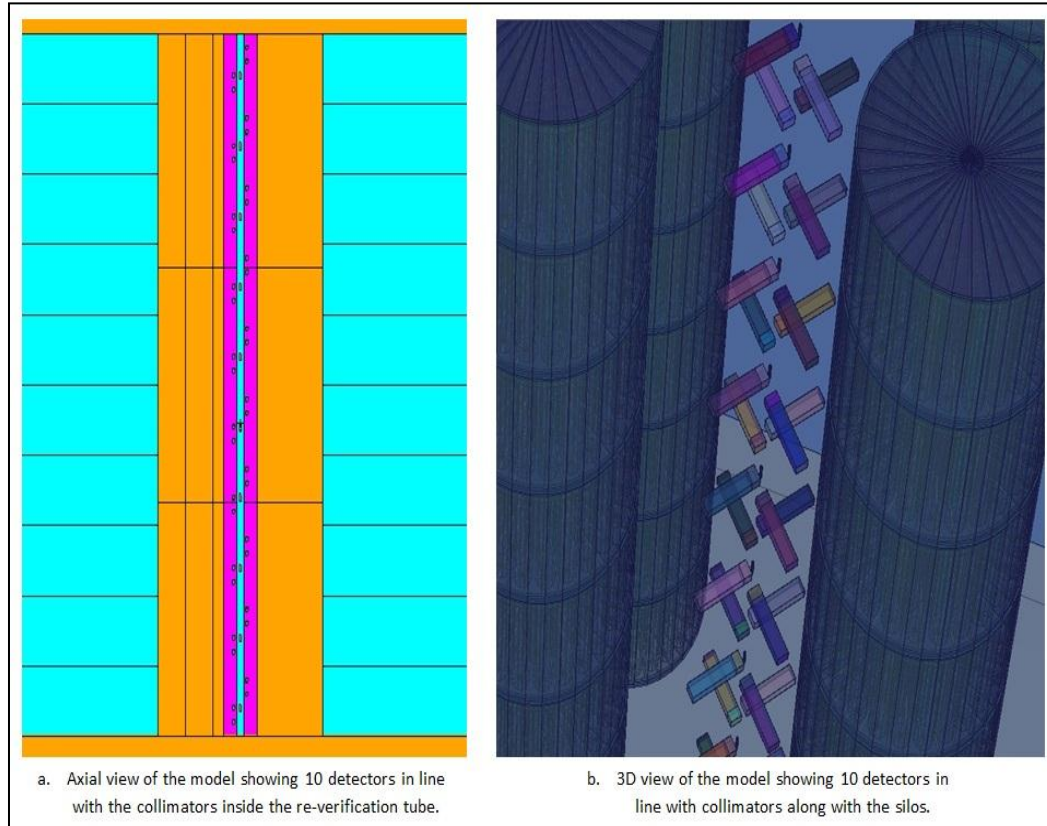 a. Axial view of the model showing 10 detectors in line
with the collimators inside the re-verification tube.
b. 3D view of the model showing 10 detectors in
line with collimators along with the silos.